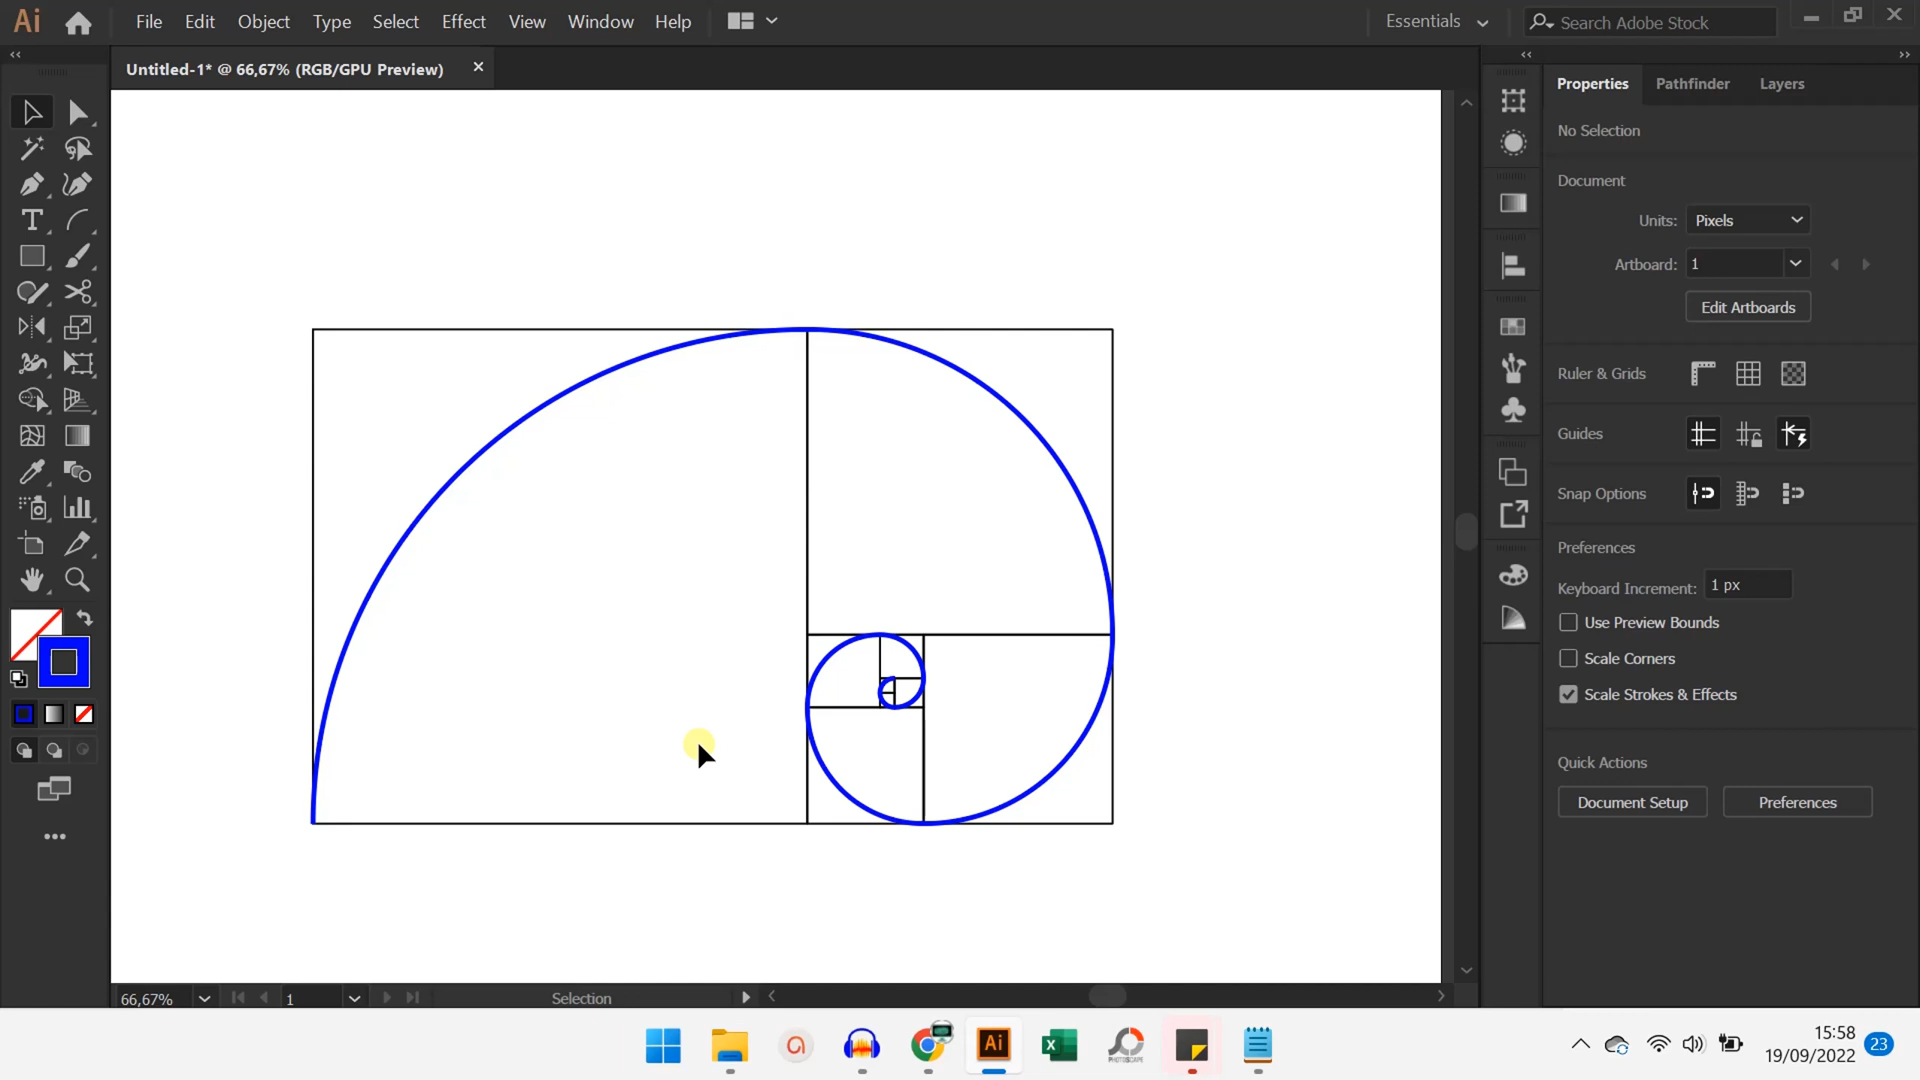 Ai File Edit Object Type Select Effect View Window Help Essentials Search Adobe Stock
Untitled-1* @ 66,67% (RGB/GPU Preview) ×
Properties Pathfinder Layers
No Selection
Document
Units: Pixels
Artboard: 1
Edit Artboards
Ruler & Grids
Guides
Snap Options
Preferences
Keyboard Increment: 1 px
Use Preview Bounds
Scale Corners
Scale Strokes & Effects
Quick Actions
Document Setup Preferences
66,67% 1 Selection
Ai
PHOTOSCAPE
15:58
19/09/2022
23